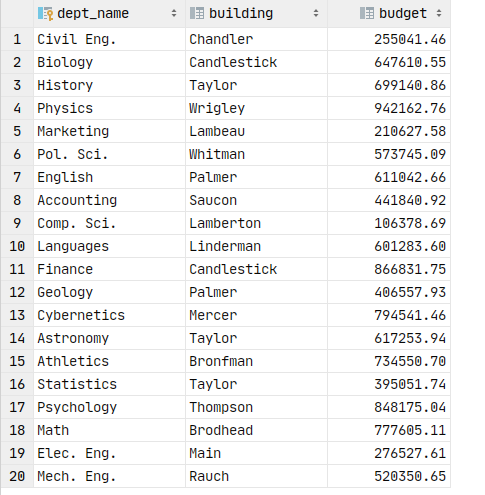 dept_name building budget
1 Civil Eng. Chandler 255041.46
2 Biology Candlestick 647610.55
3 History Taylor 699140.86
4 Physics Wrigley 942162.76
5 Marketing Lambeau 210627.58
6 Pol. Sci. Whitman 573745.09
7 English Palmer 611042.66
8 Accounting Saucon 441840.92
9 Comp. Sci. Lamberton 106378.69
10 Languages Linderman 601283.60
11 Finance Candlestick 866831.75
12 Geology Palmer 406557.93
13 Cybernetics Mercer 794541.46
14 Astronomy Taylor 617253.94
15 Athletics Bronfman 734550.70
16 Statistics Taylor 395051.74
17 Psychology Thompson 848175.04
18 Math Brodhead 777605.11
19 Elec. Eng. Main 276527.61
20 Mech. Eng. Rauch 520350.65